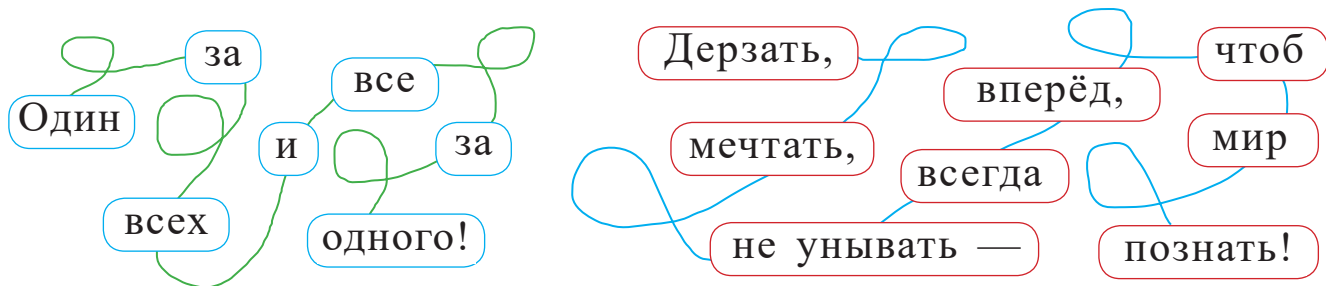 Один
за
всех
и
все
за
одного!
Дерзать,
мечтать,
не унывать —
всегда
вперёд,
чтоб
мир
познать!